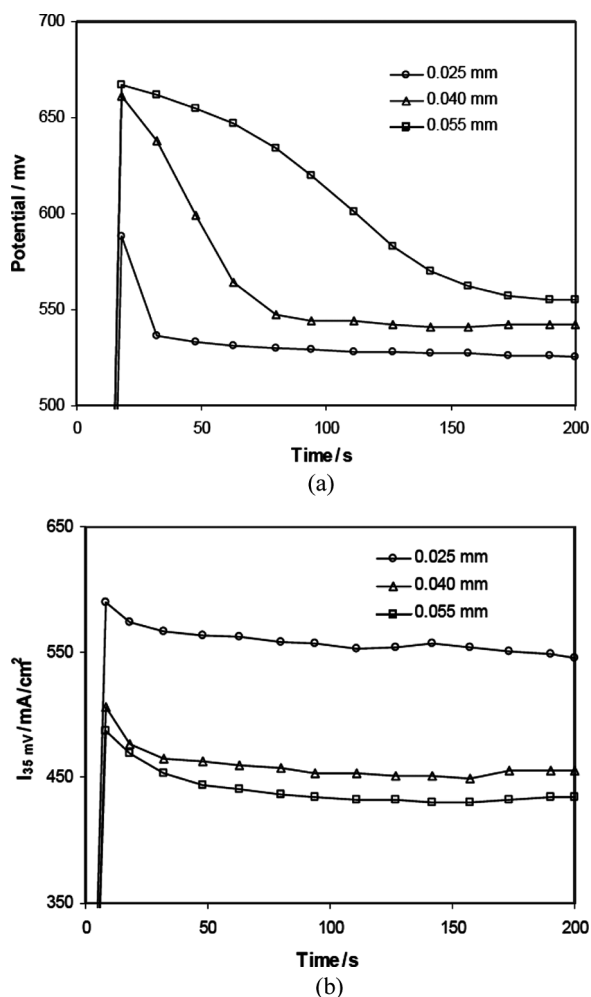 700
650
600
550
500
Potential / mv
0.025 mm
0.040 mm
0.055 mm
0 50 100 150 200
Time / s
(a)
650
550
450
350
I35 mV / mA/cm2
0.025 mm
0.040 mm
0.055 mm
0 50 100 150 200
Time / s
(b)